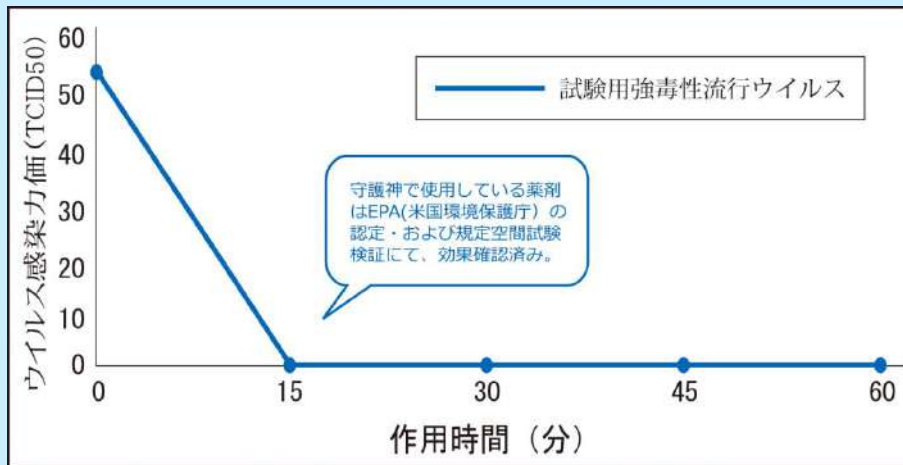 ウイルス感染力価(TCID50)
60
50
40
30
20
10
0
試験用強毒性流行ウイルス
守護神で使用している薬剤
はEPA(米国環境保護庁）の
認定・および規定空間試験
検証にて、効果確認済み。
0 15 30 45 60
作用時間（分）